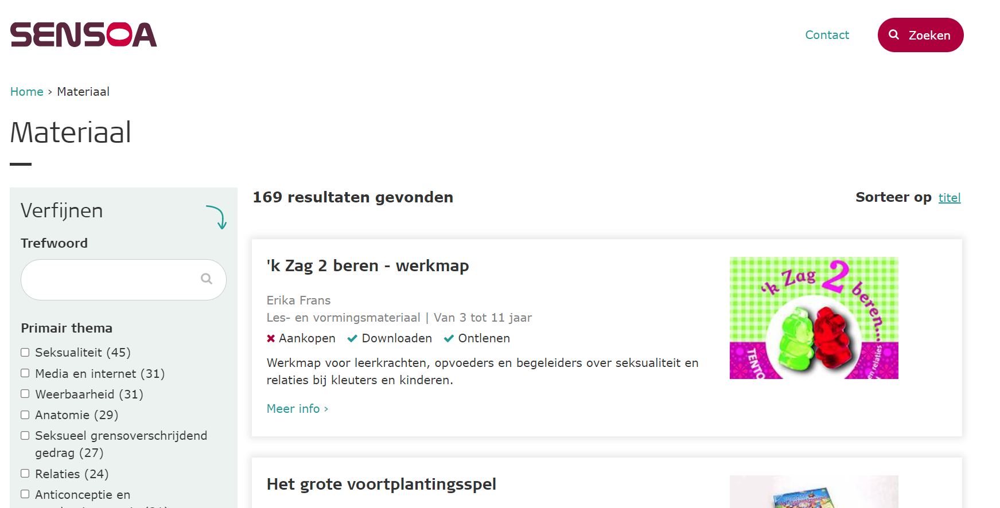 SENSOA
Contact
Zoeken
Home › Materiaal
Materiaal
Verfijnen
Trefwoord
Primair thema
Seksualiteit (45)
Media en internet (31)
Weerbaarheid (31)
Anatomie (29)
Seksueel grensoverschrijdend
gedrag (27)
Relaties (24)
Anticonceptie en
169 resultaten gevonden
Sorteer op titel
'k Zag 2 beren - werkmap
Erika Frans
Les- en vormingsmateriaal | Van 3 tot 11 jaar
Aankopen Downloaden Ontlenen
Werkmap voor leerkrachten, opvoeders en begeleiders over seksualiteit en
relaties bij kleuters en kinderen.
Meer info ›
'k Zag 2 beren...
TENTO
en relaties
Het grote voortplantingsspel